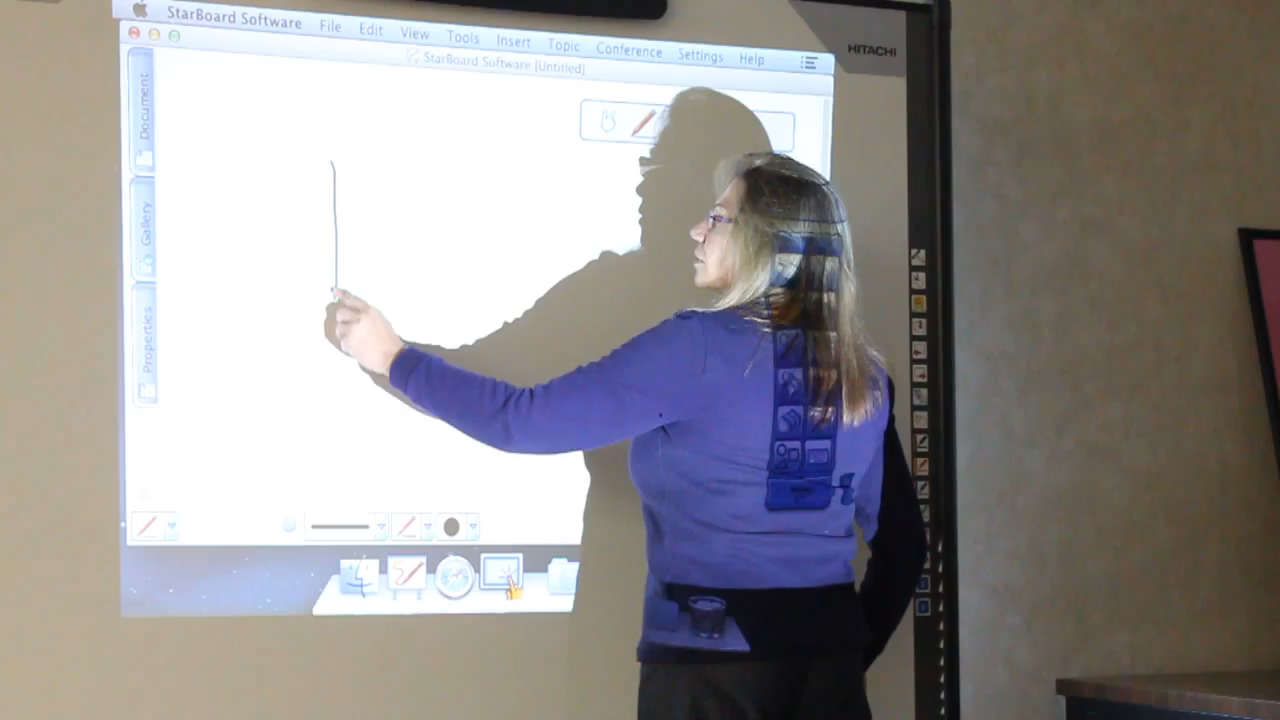 StarBoard Software File Edit View Tools Insert Topic Conference Settings Help
StarBoard Software [Untitled]
HITACHI
Document
Gallery
Properties